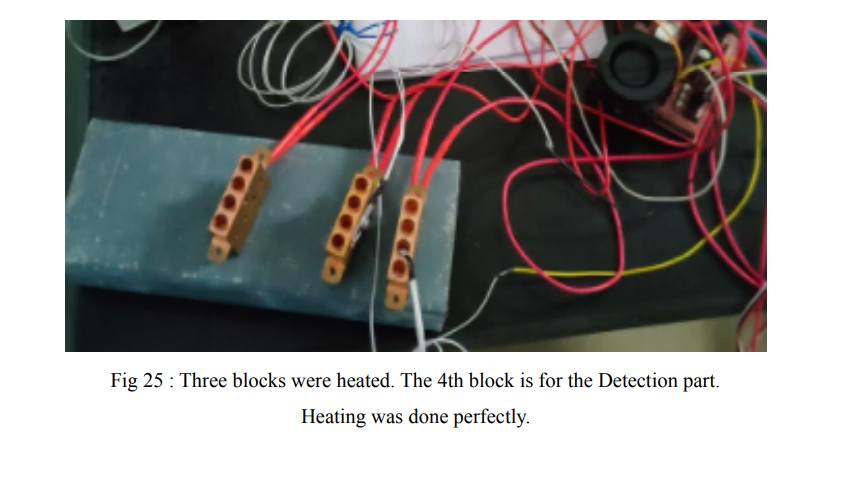 Fig 25 : Three blocks were heated. The 4th block is for the Detection part.
Heating was done perfectly.